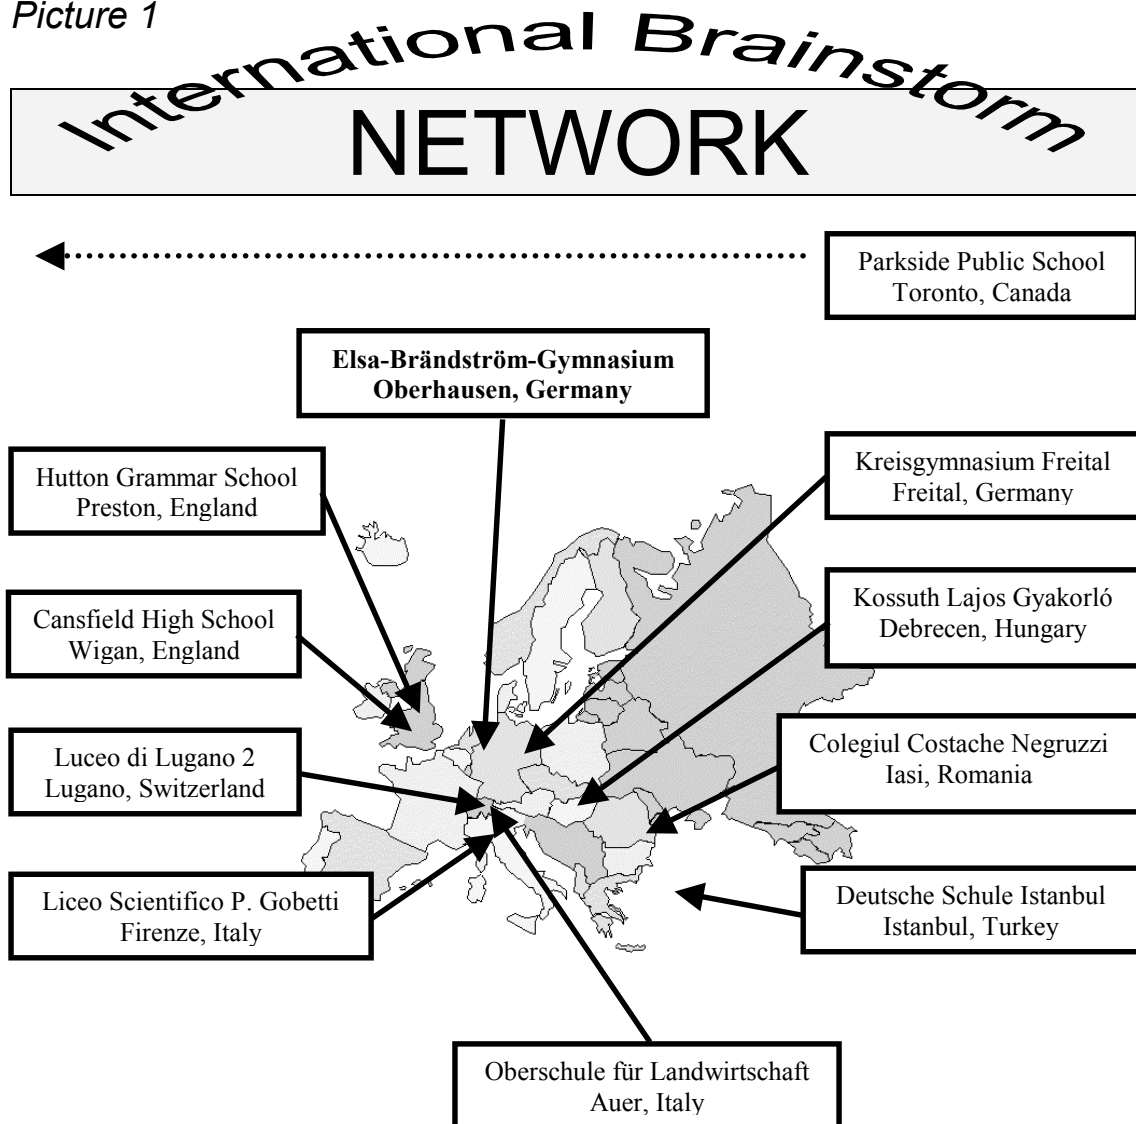 Picture 1
International Brainstorm
NETWORK
Parkside Public School
Toronto, Canada
Elsa-Brändström-Gymnasium
Oberhausen, Germany
Hutton Grammar School
Preston, England
Kreisgymnasium Freital
Freital, Germany
Cansfield High School
Wigan, England
Kossuth Lajos Gyakorló
Debrecen, Hungary
Luceo di Lugano 2
Lugano, Switzerland
Colegiul Costache Negruzzi
Iasi, Romania
Liceo Scientifico P. Gobetti
Firenze, Italy
Deutsche Schule Istanbul
Istanbul, Turkey
Oberschule für Landwirtschaft
Auer, Italy